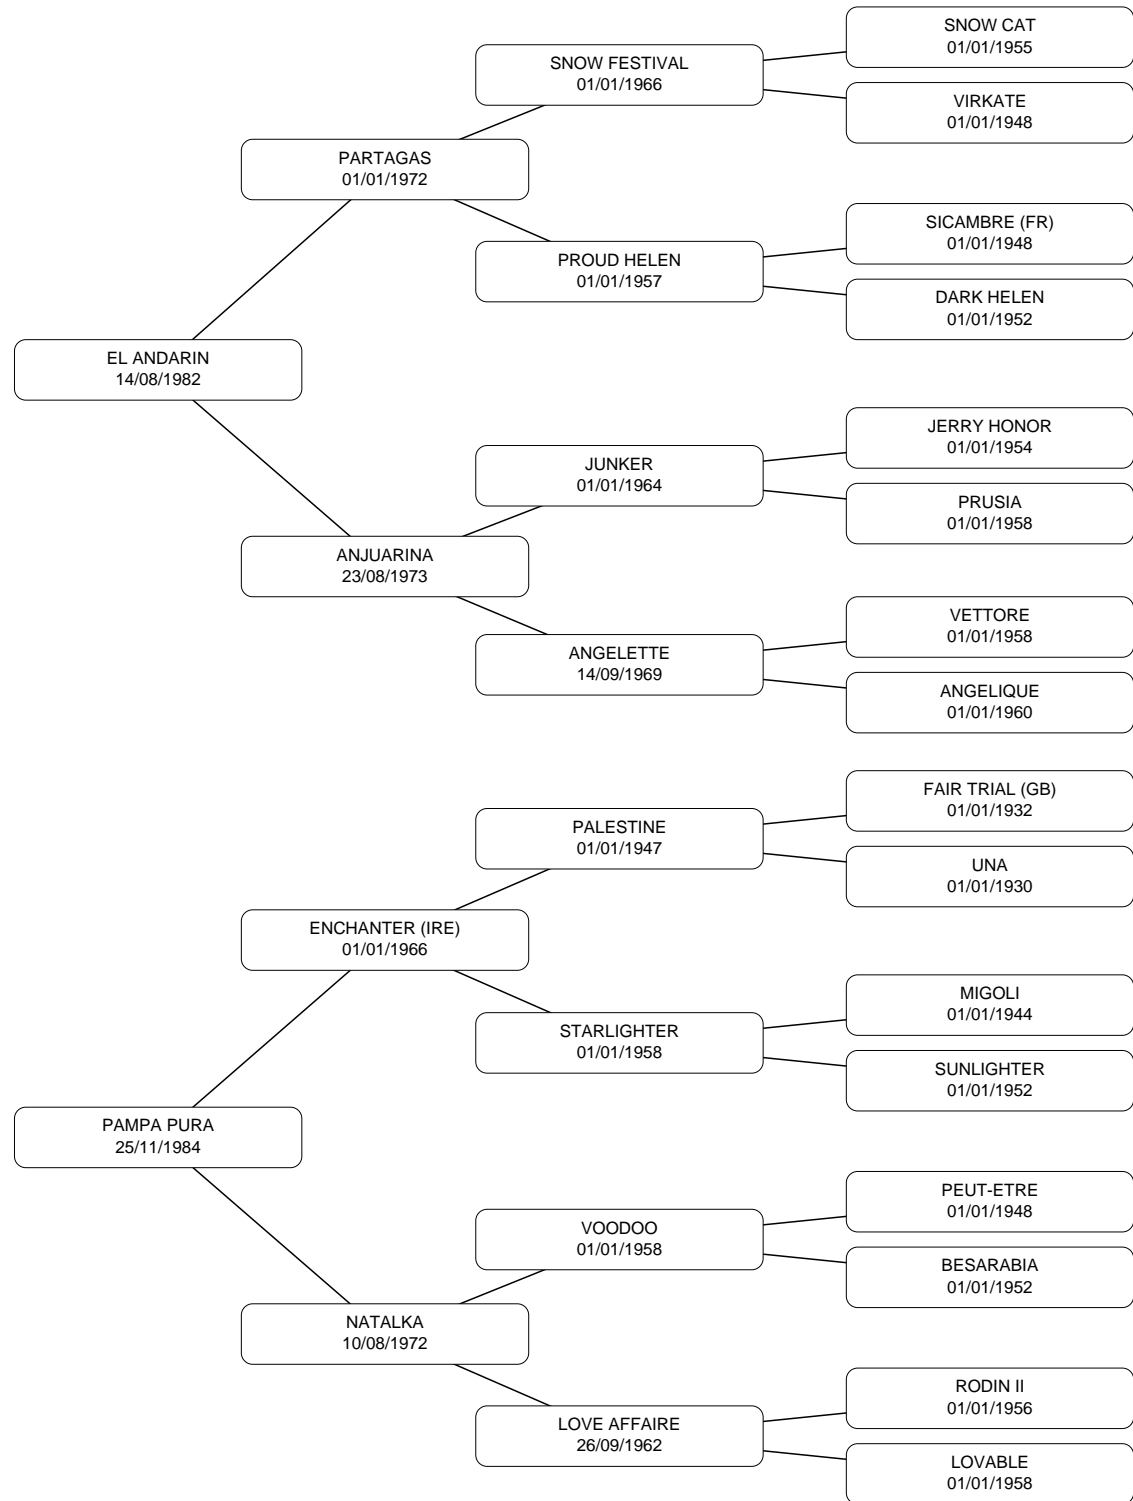 SNOW CAT
01/01/1955
SNOW FESTIVAL
01/01/1966
VIRKATE
01/01/1948
PARTAGAS
01/01/1972
SICAMBRE (FR)
01/01/1948
PROUD HELEN
01/01/1957
DARK HELEN
01/01/1952
EL ANDARIN
14/08/1982
JERRY HONOR
01/01/1954
JUNKER
01/01/1964
PRUSIA
01/01/1958
ANJUARINA
23/08/1973
VETTORE
01/01/1958
ANGELETTE
14/09/1969
ANGELIQUE
01/01/1960
FAIR TRIAL (GB)
01/01/1932
PALESTINE
01/01/1947
UNA
01/01/1930
ENCHANTER (IRE)
01/01/1966
MIGOLI
01/01/1944
STARLIGHTER
01/01/1958
SUNLIGHTER
01/01/1952
PAMPA PURA
25/11/1984
PEUT-ETRE
01/01/1948
VOODOO
01/01/1958
BESARABIA
01/01/1952
NATALKA
10/08/1972
RODIN II
01/01/1956
LOVE AFFAIRE
26/09/1962
LOVABLE
01/01/1958